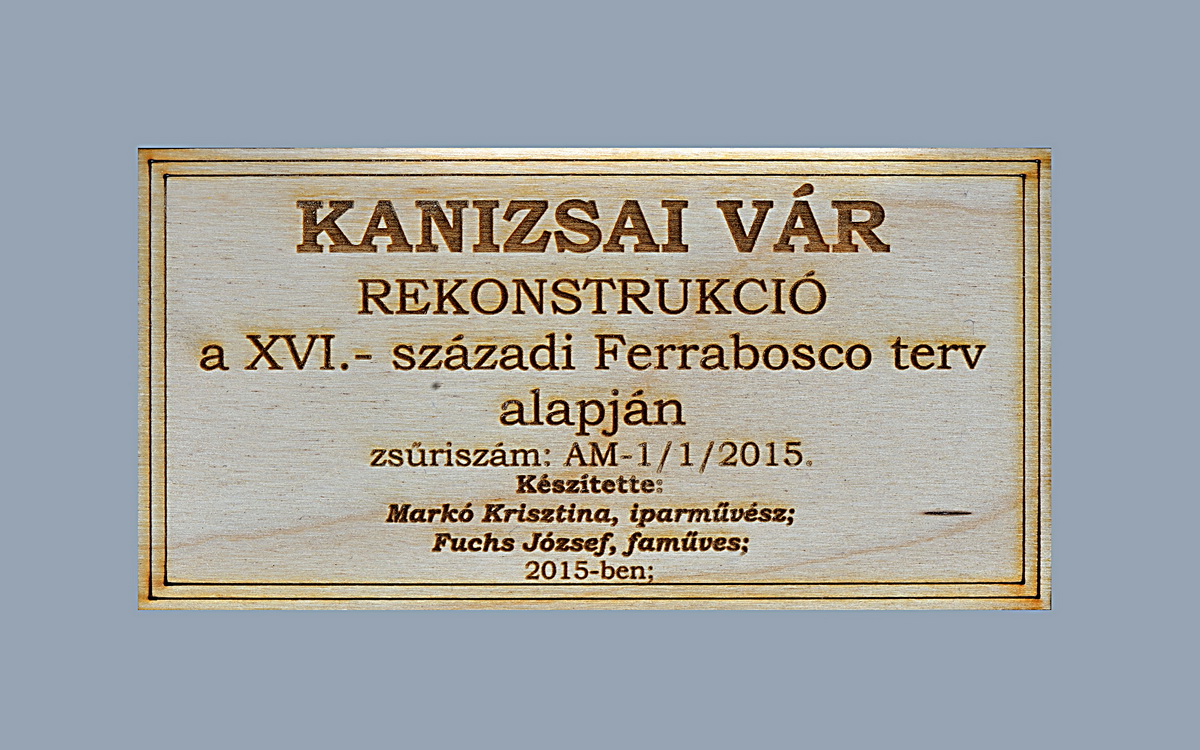 KANIZSAI VÁR
REKONSTRUKCIÓ
a XVI.- századi Ferrabosco terv
alapján
zsűriszám: AM-1/1/2015.
Készítette:
Markó Krisztina, iparművész;
Fuchs József, faműves;
2015-ben;